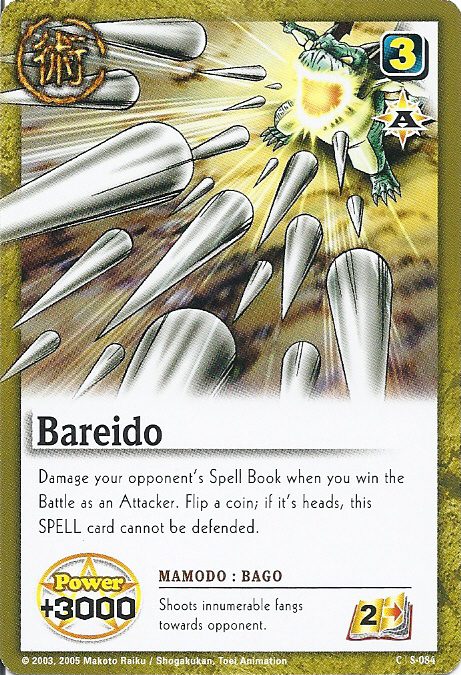 術
3
A
Bareido
Damage your opponent's Spell Book when you win the
Battle as an Attacker. Flip a coin; if it's heads, this
SPELL card cannot be defended.
Power
+3000
MAMODO : BAGO
Shoots innumerable fangs
towards opponent.
2
© 2003, 2005 Makoto Raiku / Shogakukan, Toei Animation
C S-084